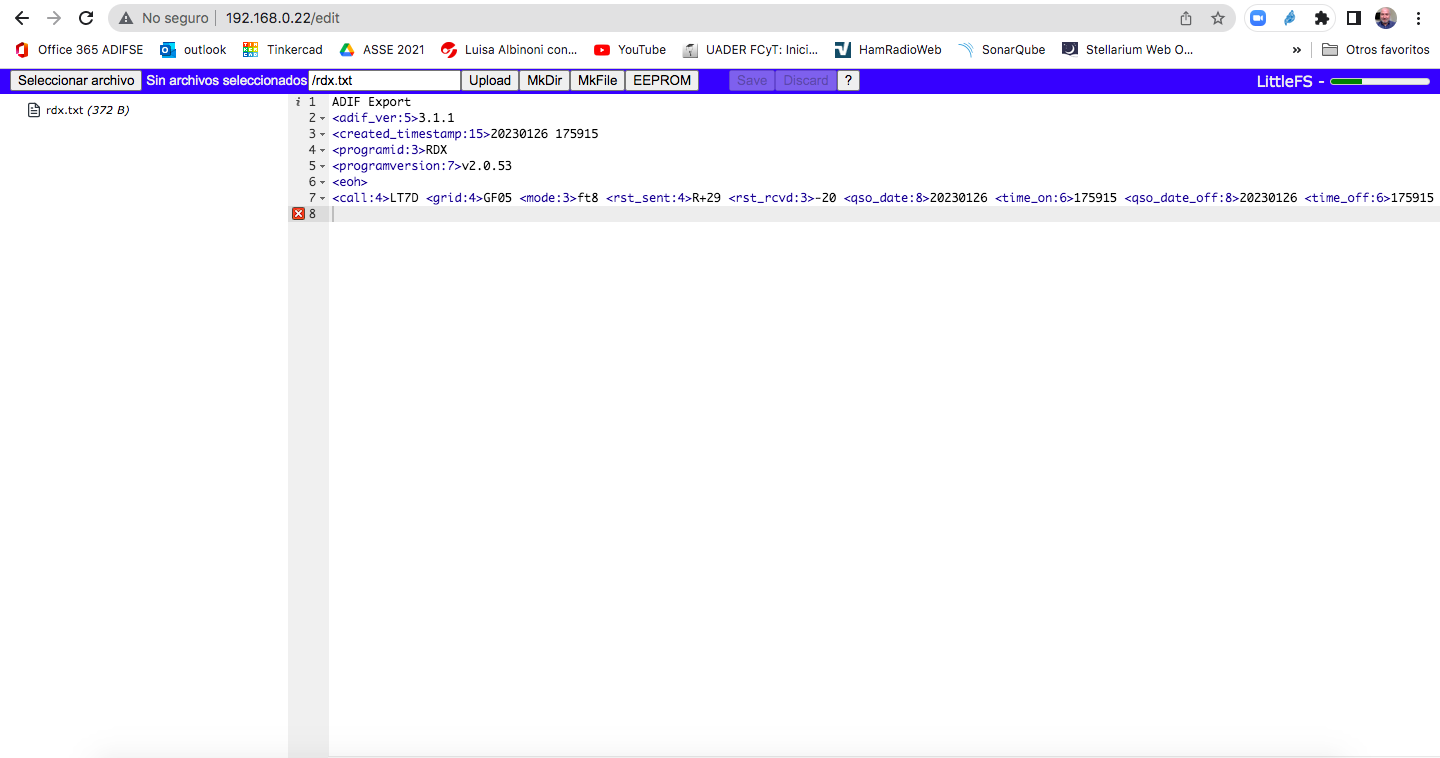 No seguro 192.168.0.22/edit
Office 365 ADIFSE outlook Tinkercad ASSE 2021 Luisa Albinoni con... YouTube UADER FCyT: Inici... HamRadioWeb SonarQube Stellarium Web O... » Otros favoritos
Seleccionar archivo Sin archivos seleccionados /rdx.txt Upload MkDir MkFile EEPROM Save Discard ? LittleFS -
rdx.txt (372 B)
i 1 ADIF Export
2 <adif_ver:5>3.1.1
3 <created_timestamp:15>20230126 175915
4 <programid:3>RDX
5 <programversion:7>v2.0.53
6 <eoh>
7 <call:4>LT7D <grid:4>GF05 <mode:3>ft8 <rst_sent:4>R+29 <rst_rcvd:3>-20 <qso_date:8>20230126 <time_on:6>175915 <qso_date_off:8>20230126 <time_off:6>175915
8